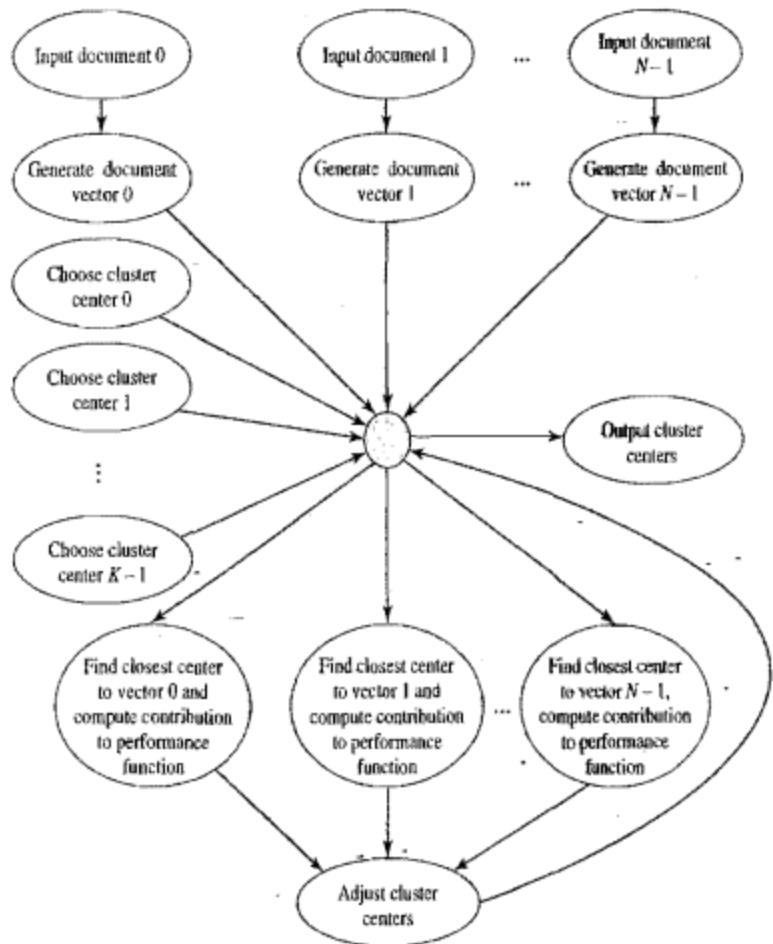 Input document 0
Input document 1
...
Input document
N – 1
Generate document
vector 0
Generate document
vector 1
...
Generate document
vector N – 1
Choose cluster
center 0
Choose cluster
center 1
⋮
Output cluster
centers
Choose cluster
center K – 1
Find closest center
to vector 0 and
compute contribution
to performance
function
Find closest center
to vector 1 and
compute contribution
to performance
function
...
Find closest center
to vector N – 1,
compute contribution
to performance
function
Adjust cluster
centers